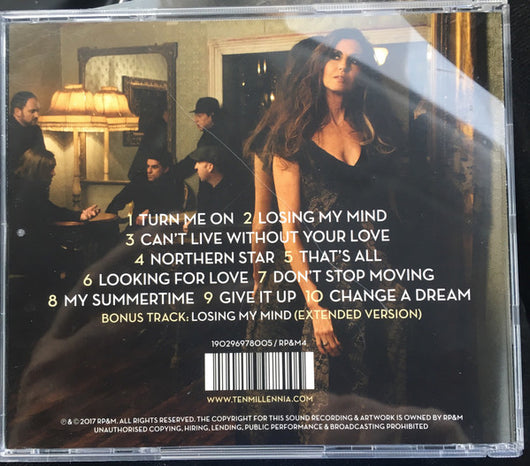 1 TURN ME ON 2 LOSING MY MIND
3 CAN'T LIVE WITHOUT YOUR LOVE
4 NORTHERN STAR 5 THAT'S ALL
6 LOOKING FOR LOVE 7 DON'T STOP MOVING
8 MY SUMMERTIME 9 GIVE IT UP 10 CHANGE A DREAM
BONUS TRACK: LOSING MY MIND (EXTENDED VERSION)
190296978005 / RP&M4
WWW.TENMILLENNIA.COM
℗ & © 2017 RP&M. ALL RIGHTS RESERVED. THE COPYRIGHT FOR THIS SOUND RECORDING & ARTWORK IS OWNED BY RP&M
UNAUTHORISED COPYING, HIRING, LENDING, PUBLIC PERFORMANCE & BROADCASTING PROHIBITED